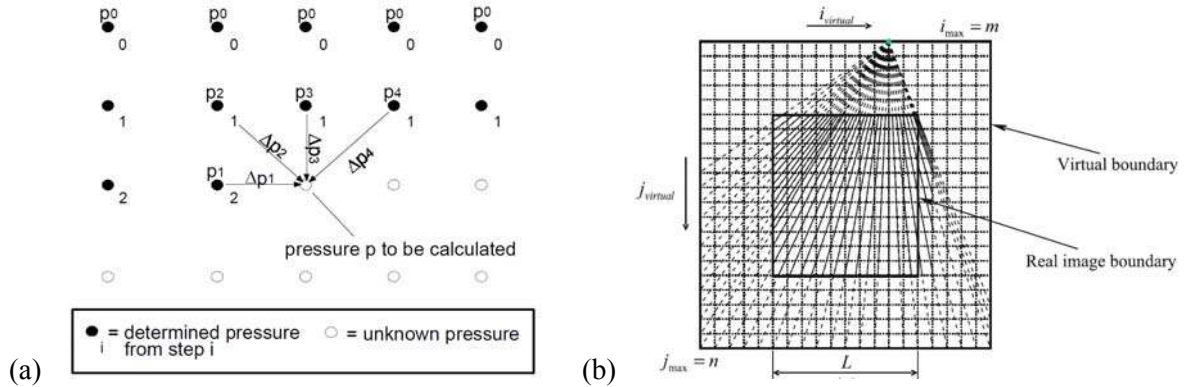 p0 p0 p0 p0 p0
0 0 0 0 0
p2 p3 p4
1 1 1 1 1
Δp2 Δp3 Δp4
p1 Δp1
2 2
pressure p to be calculated
= determined pressure = unknown pressure
i from step i
(a)
i_virtual
i_max = m
j_virtual
Virtual boundary
Real image boundary
j_max = n
L
(b)